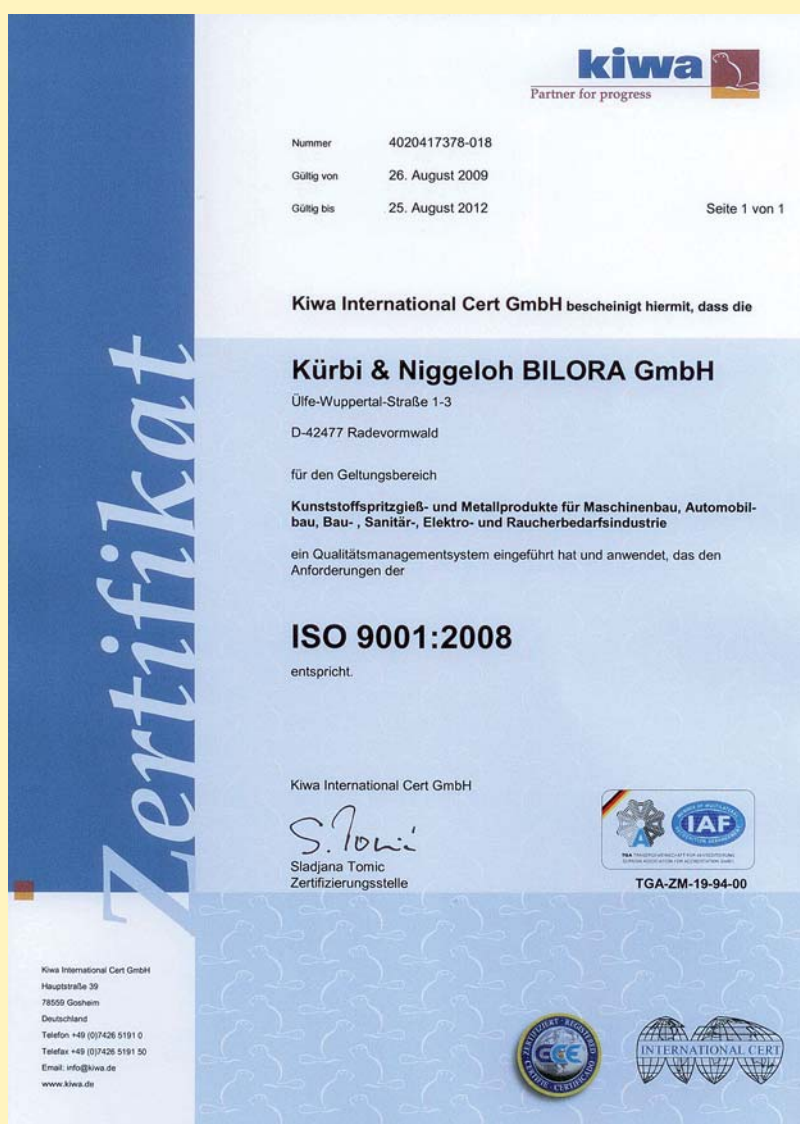 kiwa
Partner for progress
Nummer 4020417378-018
Gültig von 26. August 2009
Gültig bis 25. August 2012 Seite 1 von 1
Kiwa International Cert GmbH bescheinigt hiermit, dass die
Kürbi & Niggeloh BILORA GmbH
Ülfe-Wuppertal-Straße 1-3
D-42477 Radevormwald
für den Geltungsbereich
Kunststoffspritzgieß- und Metallprodukte für Maschinenbau, Automobil-
bau, Bau- , Sanitär-, Elektro- und Raucherbedarfsindustrie
ein Qualitätsmanagementsystem eingeführt hat und anwendet, das den
Anforderungen der
ISO 9001:2008
entspricht.
Zertifikat
Kiwa International Cert GmbH
S. Tomić
Sladjana Tomic
Zertifizierungsstelle
IAF
TGA-ZM-19-94-00
Kiwa International Cert GmbH
Hauptstraße 39
78559 Gosheim
Deutschland
Telefon +49 (0)7426 5191 0
Telefax +49 (0)7426 5191 50
Email: info@kiwa.de
www.kiwa.de
ZERTIFIZIERT · REGISTERED
CERTIFIÉ · CERTIFICADO
INTERNATIONAL CERT